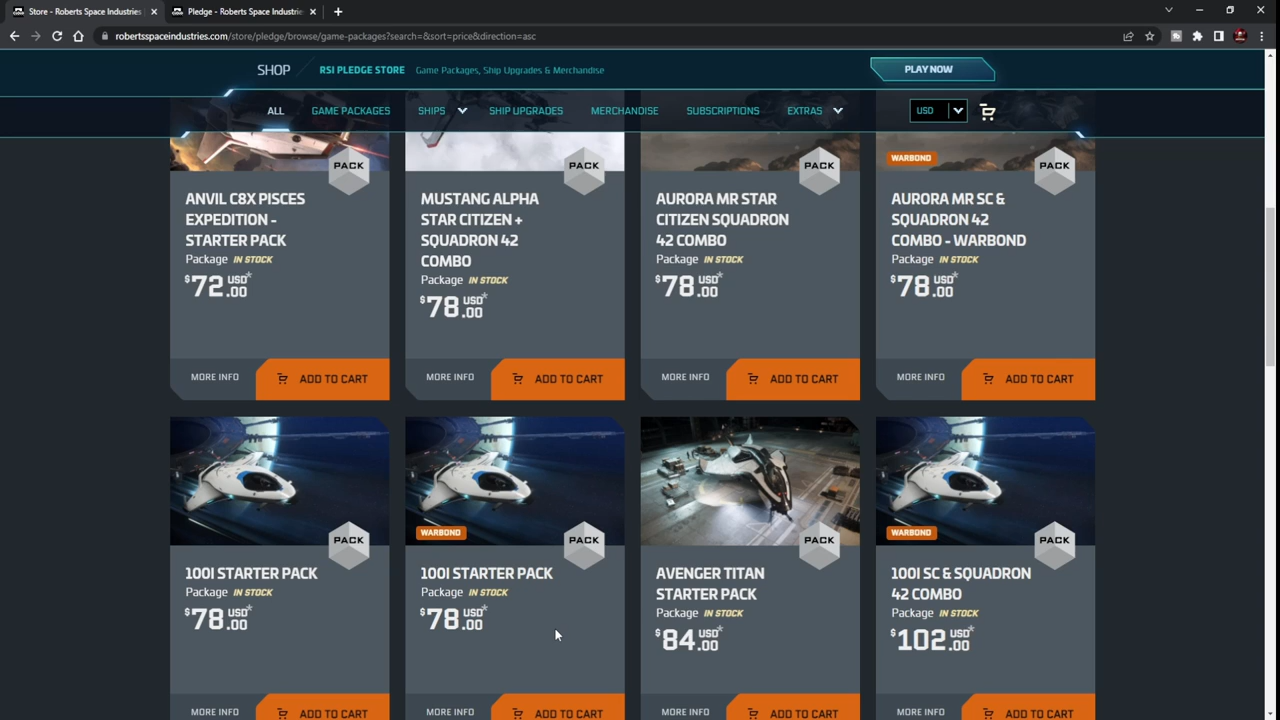 Store - Roberts Space Industries
Pledge - Roberts Space Industrie
robertsspaceindustries.com/store/pledge/browse/game-packages?search=&sort=price&direction=asc
SHOP
RSI PLEDGE STORE
Game Packages, Ship Upgrades & Merchandise
PLAY NOW
ALL
GAME PACKAGES
SHIPS
SHIP UPGRADES
MERCHANDISE
SUBSCRIPTIONS
EXTRAS
USD
PACK
ANVIL C8X PISCES
EXPEDITION -
STARTER PACK
Package IN STOCK
$72.00 USD*
MORE INFO
ADD TO CART
PACK
MUSTANG ALPHA
STAR CITIZEN +
SQUADRON 42
COMBO
Package IN STOCK
$78.00 USD*
MORE INFO
ADD TO CART
PACK
AURORA MR STAR
CITIZEN SQUADRON
42 COMBO
Package IN STOCK
$78.00 USD*
MORE INFO
ADD TO CART
WARBOND
PACK
AURORA MR SC &
SQUADRON 42
COMBO - WARBOND
Package IN STOCK
$78.00 USD*
MORE INFO
ADD TO CART
PACK
100I STARTER PACK
Package IN STOCK
$78.00 USD*
MORE INFO
ADD TO CART
WARBOND
PACK
100I STARTER PACK
Package IN STOCK
$78.00 USD*
MORE INFO
ADD TO CART
PACK
AVENGER TITAN
STARTER PACK
Package IN STOCK
$84.00 USD*
MORE INFO
ADD TO CART
WARBOND
PACK
100I SC & SQUADRON
42 COMBO
Package IN STOCK
$102.00 USD*
MORE INFO
ADD TO CART